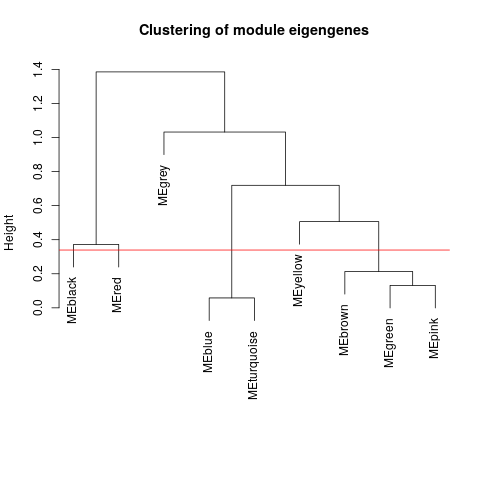 Clustering of module eigengenes
Height
1.4
1.2
1.0
0.8
0.6
0.4
0.2
0.0
MEblack
MEred
MEgrey
MEblue
MEturquoise
MEyellow
MEbrown
MEgreen
MEpink